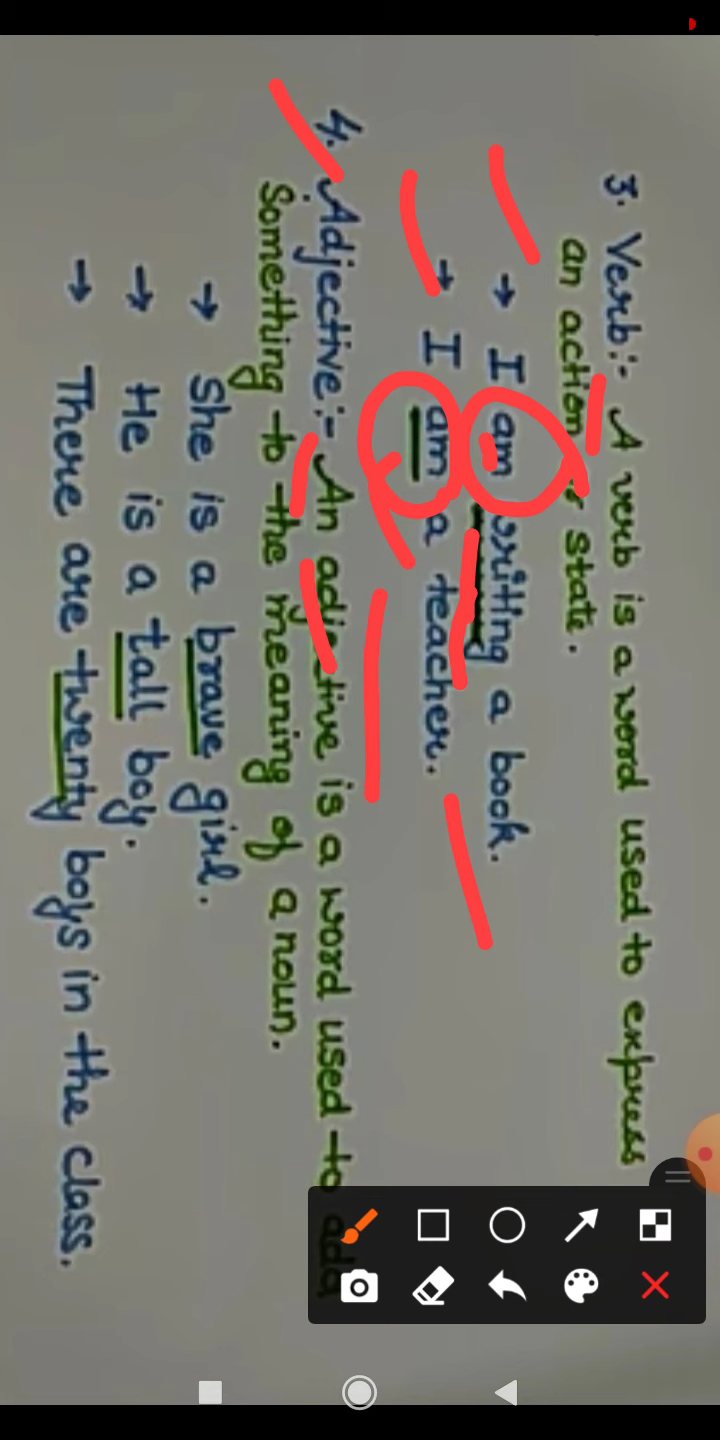 3. Verb:- A verb is a word used to express
an action or state.
→ I am writing a book.
→ I am a teacher.
4. Adjective:- An adjective is a word used to add
Something to the meaning of a noun.
→ She is a brave girl.
→ He is a tall boy.
→ There are twenty boys in the class.